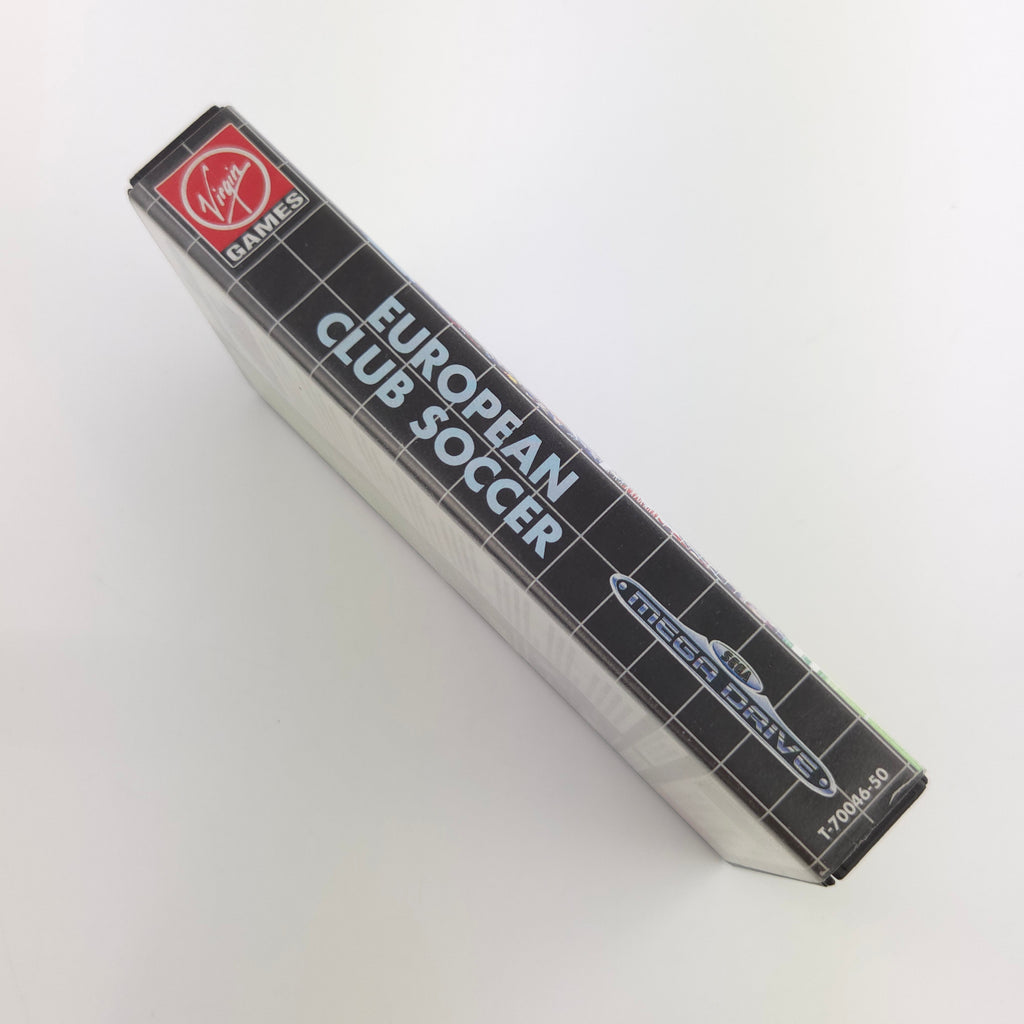 Virgin
GAMES
EUROPEAN
CLUB SOCCER
SEGA
MEGA DRIVE
T-70046-50